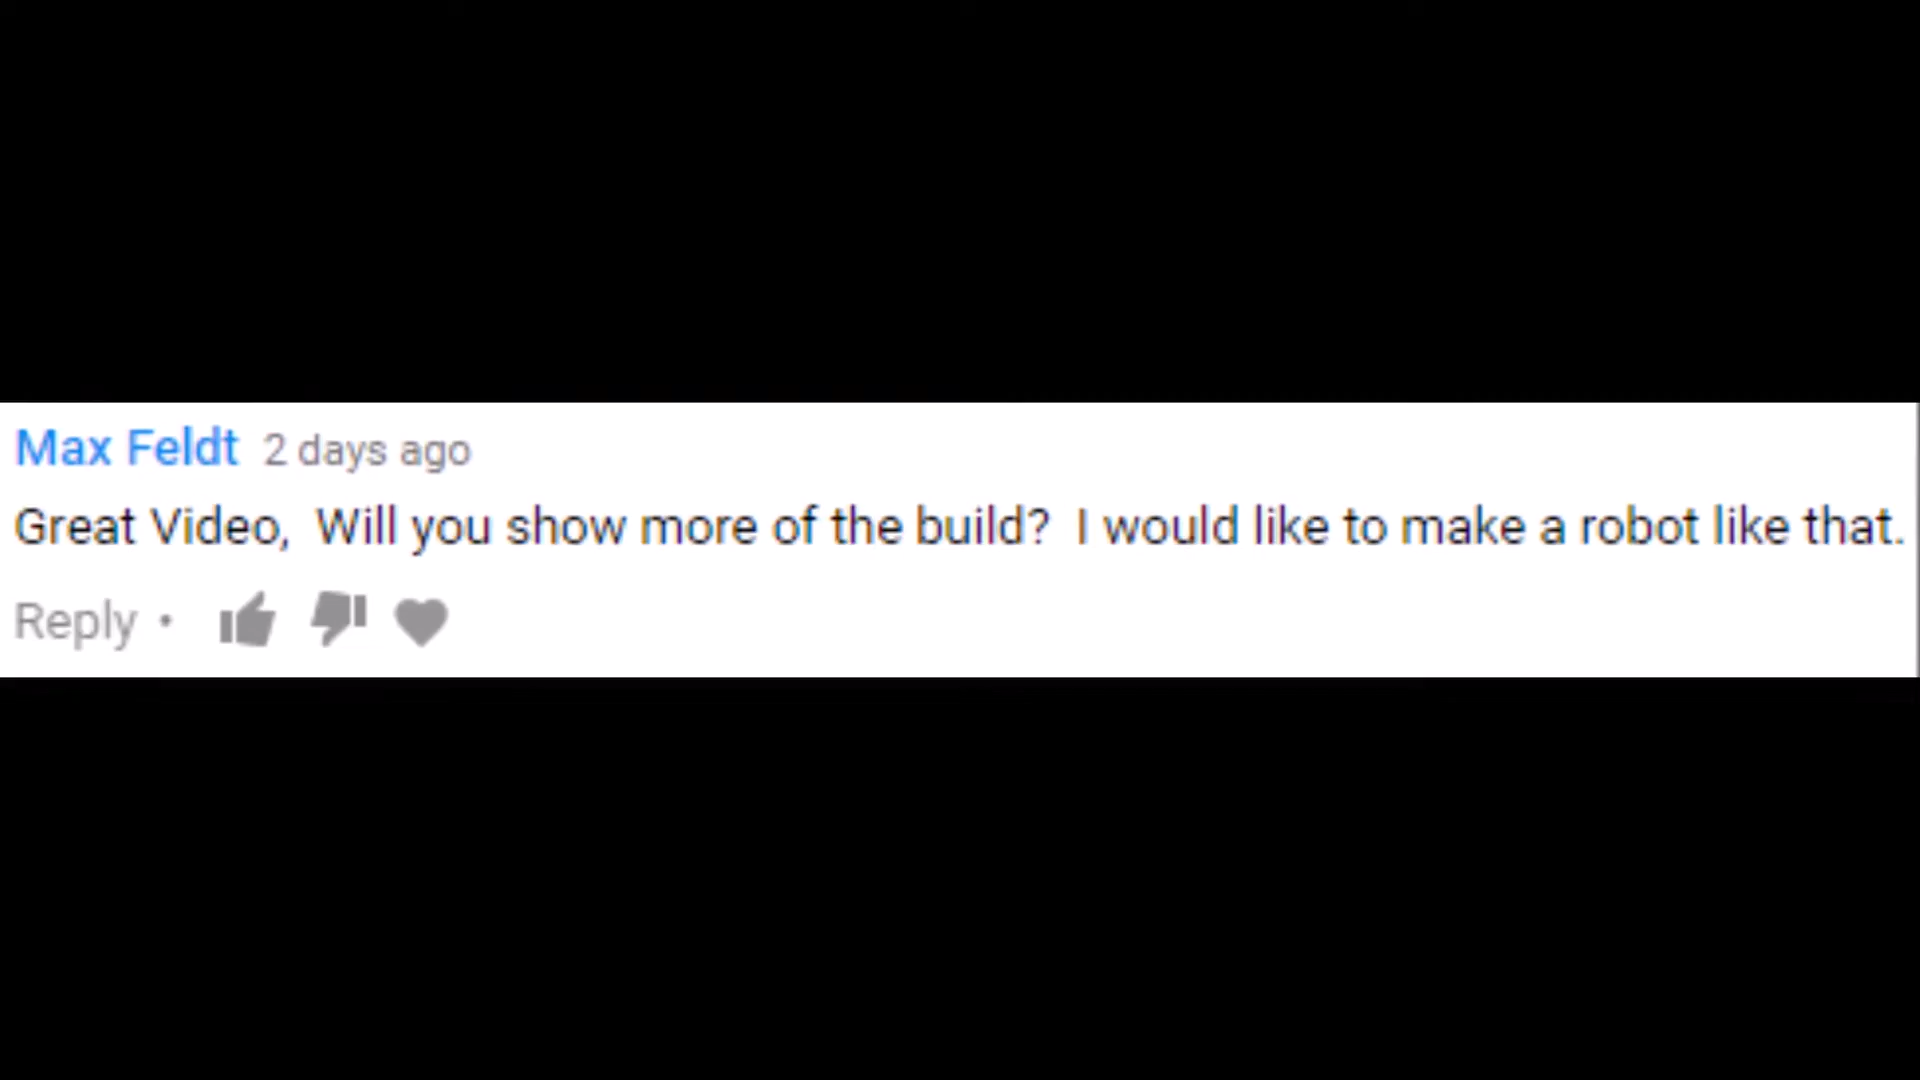 Max Feldt 2 days ago
Great Video,  Will you show more of the build?  I would like to make a robot like that.
Reply •